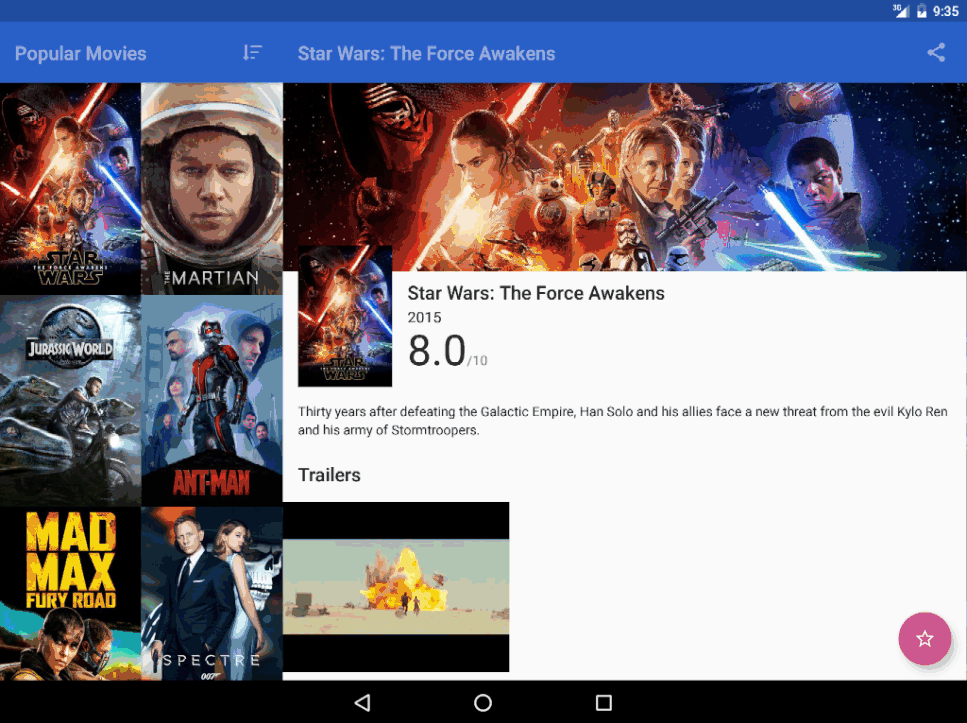 3G 9:35
Popular Movies
Star Wars: The Force Awakens
STAR
THE FORCE AWAKENS
WARS
THE MARTIAN
JURASSIC WORLD
ANT-MAN
MAD
MAX
FURY ROAD
SPECTRE
007
STAR
THE FORCE AWAKENS
WARS
Star Wars: The Force Awakens
2015
8.0/10
Thirty years after defeating the Galactic Empire, Han Solo and his allies face a new threat from the evil Kylo Ren
and his army of Stormtroopers.
Trailers